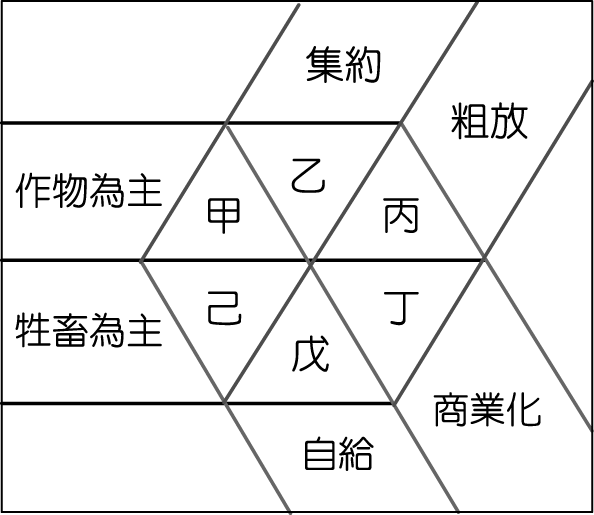 集約
粗放
作物為主
甲
乙
丙
牲畜為主
己
戊
丁
商業化
自給